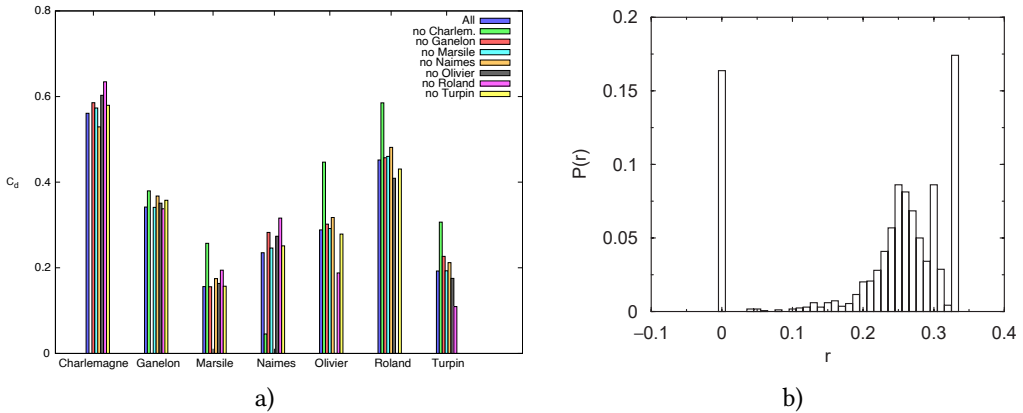 0.8
0.6
0.4
0.2
0
C_d
All
no Charlem.
no Ganelon
no Marsile
no Naimes
no Olivier
no Roland
no Turpin
Charlemagne Ganelon Marsile Naimes Olivier Roland Turpin
a)
0.2
0.15
0.1
0.05
0
P(r)
−0.1 0 0.1 0.2 0.3 0.4
r
b)